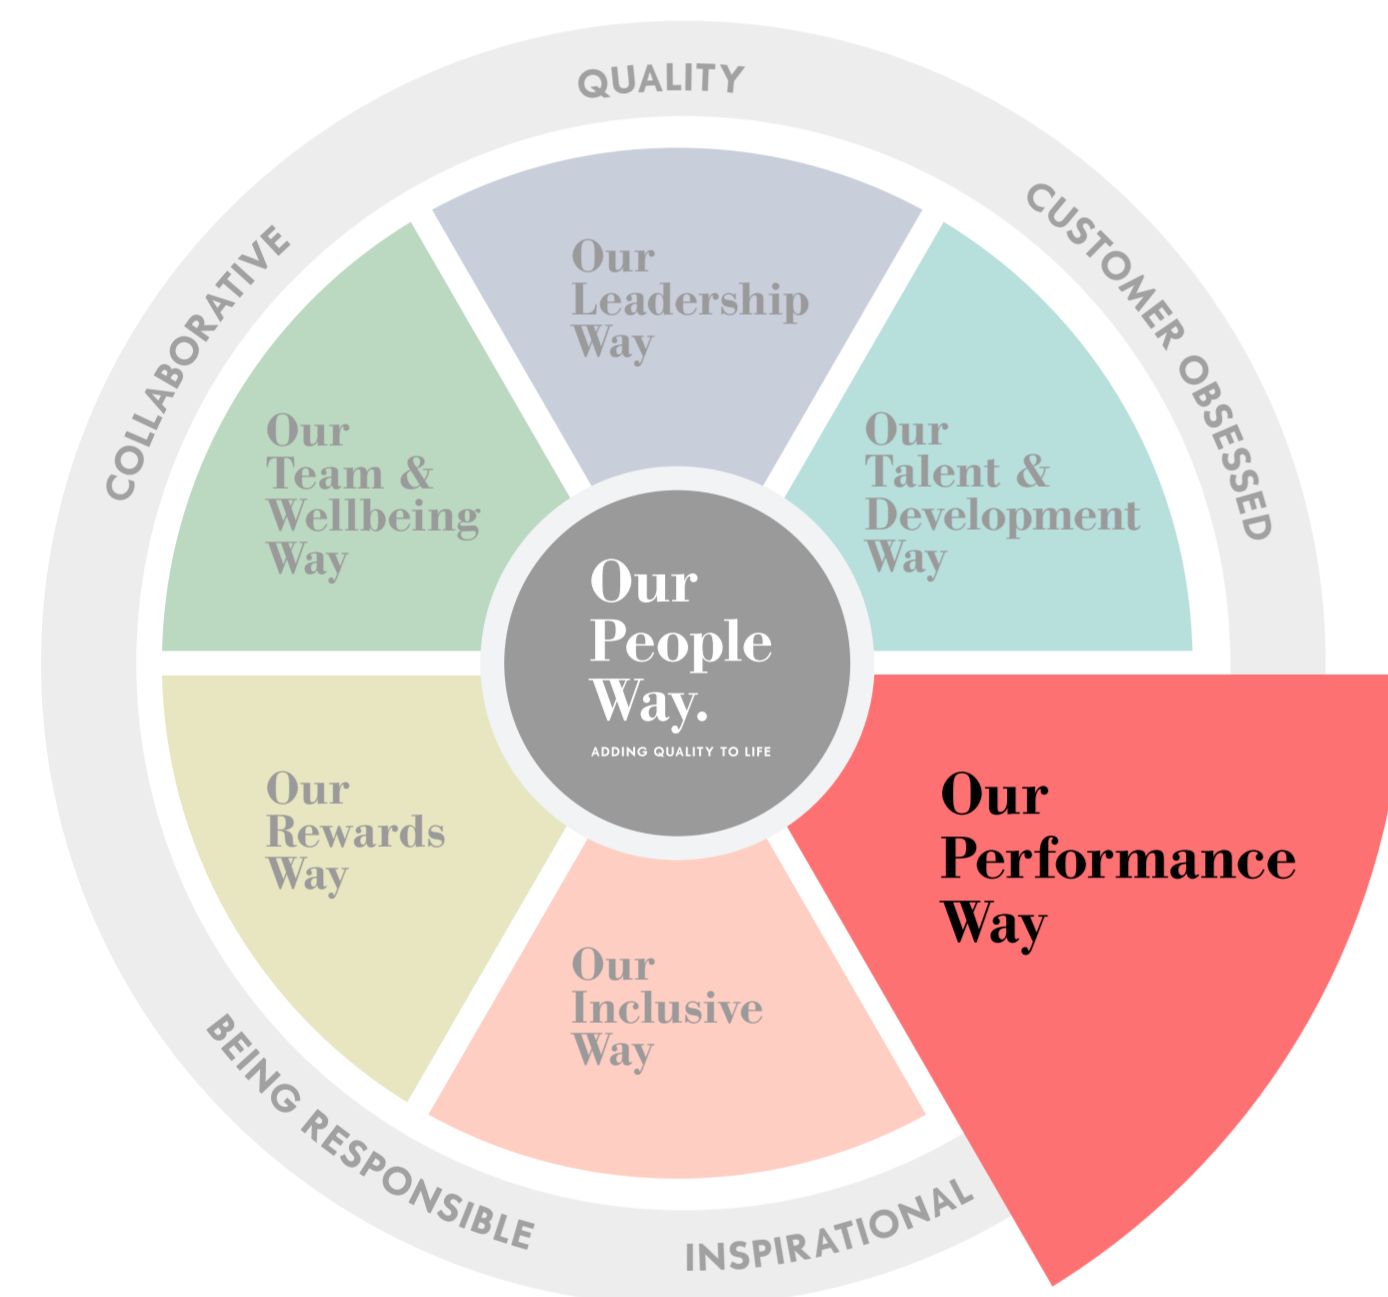 QUALITY
CUSTOMER OBSESSED
COLLABORATIVE
Our
Leadership
Way
Our
Team &
Wellbeing
Way
Our
Talent &
Development
Way
Our
People
Way.
ADDING QUALITY TO LIFE
Our
Rewards
Way
Our
Performance
Way
Our
Inclusive
Way
BEING RESPONSIBLE
INSPIRATIONAL